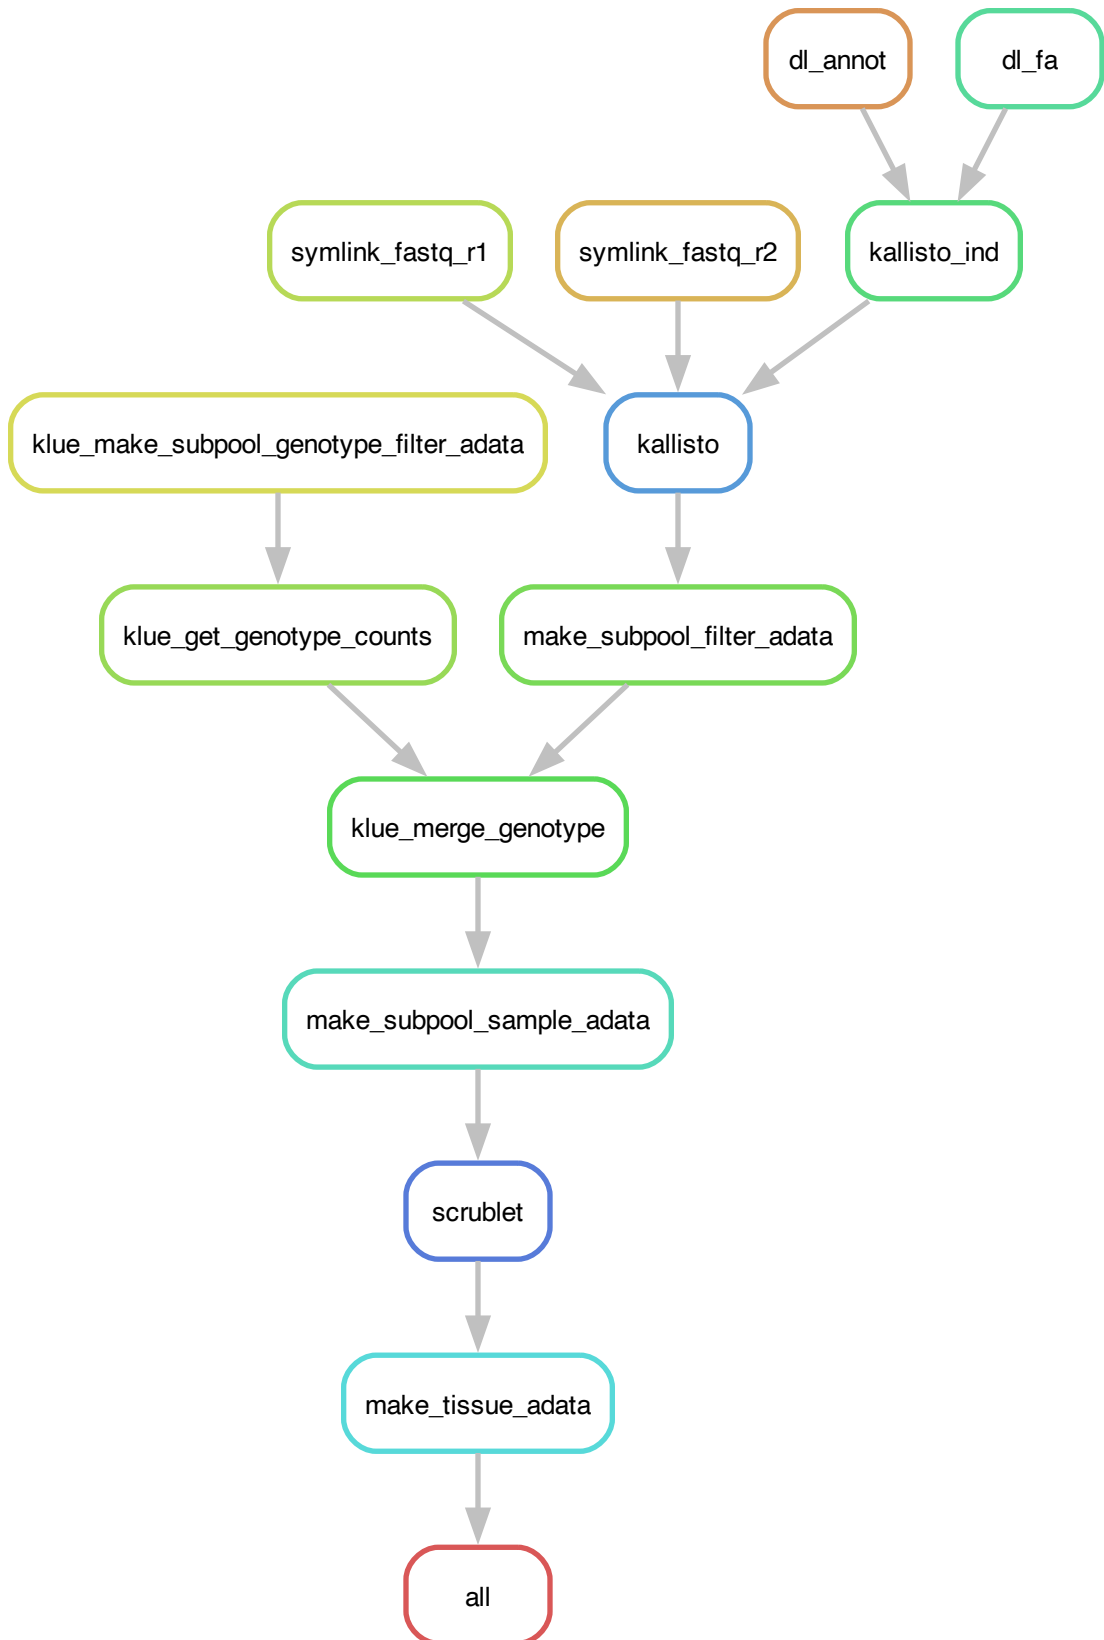 dl_annot
dl_fa
symlink_fastq_r1
symlink_fastq_r2
kallisto_ind
klue_make_subpool_genotype_filter_adata
kallisto
klue_get_genotype_counts
make_subpool_filter_adata
klue_merge_genotype
make_subpool_sample_adata
scrublet
make_tissue_adata
all